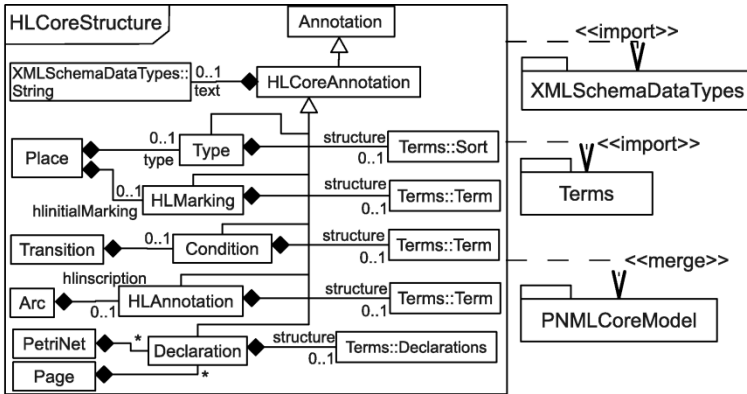 HLCoreStructure
Annotation
<<import>>
XMLSchemaDataTypes::
String
0..1
text
HLCoreAnnotation
XMLSchemaDataTypes
Place
0..1
type
Type
structure
0..1
Terms::Sort
<<import>>
Terms
0..1
hlinitialMarking
HLMarking
structure
0..1
Terms::Term
Transition
0..1
Condition
structure
0..1
Terms::Term
<<merge>>
PNMLCoreModel
Arc
hlinscription
0..1
HLAnnotation
structure
0..1
Terms::Term
PetriNet
*
Declaration
structure
0..1
Terms::Declarations
Page
*